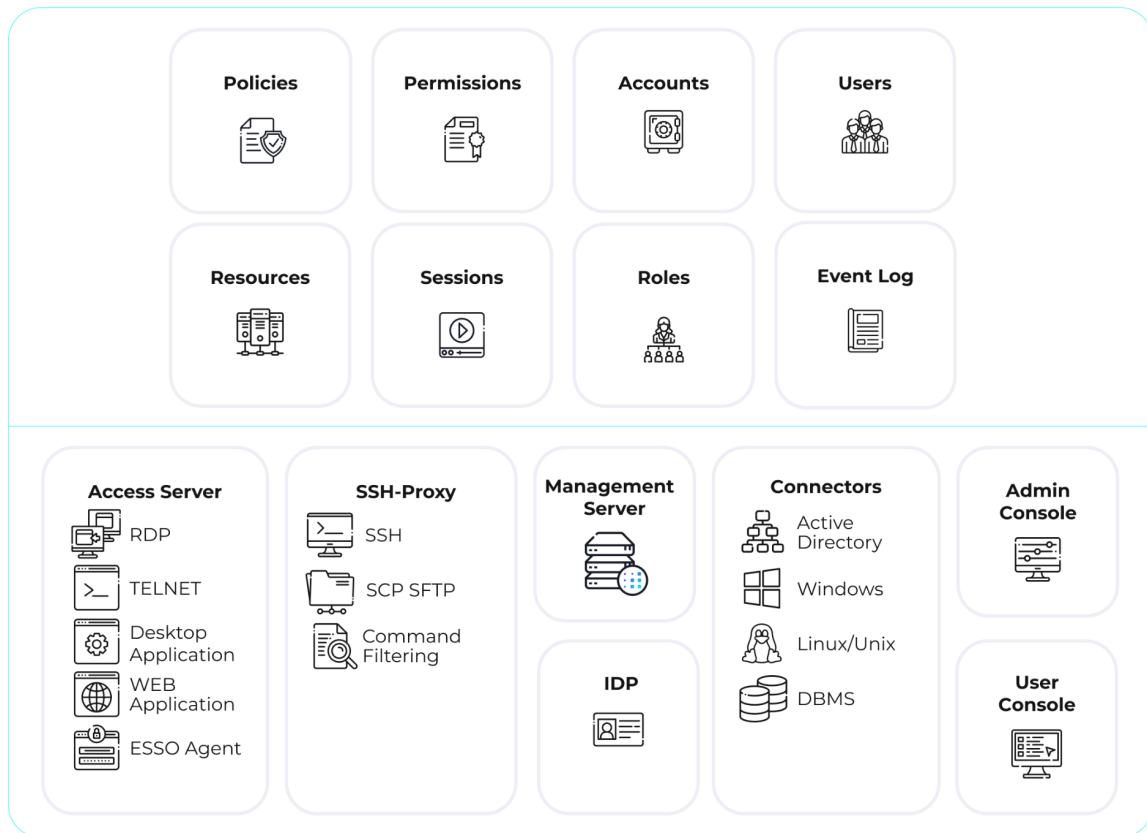 Policies
Permissions
Accounts
Users
Resources
Sessions
Roles
Event Log
Access Server
RDP
TELNET
Desktop
Application
WEB
Application
ESSO Agent
SSH-Proxy
SSH
SCP SFTP
Command
Filtering
Management
Server
IDP
Connectors
Active
Directory
Windows
Linux/Unix
DBMS
Admin
Console
User
Console